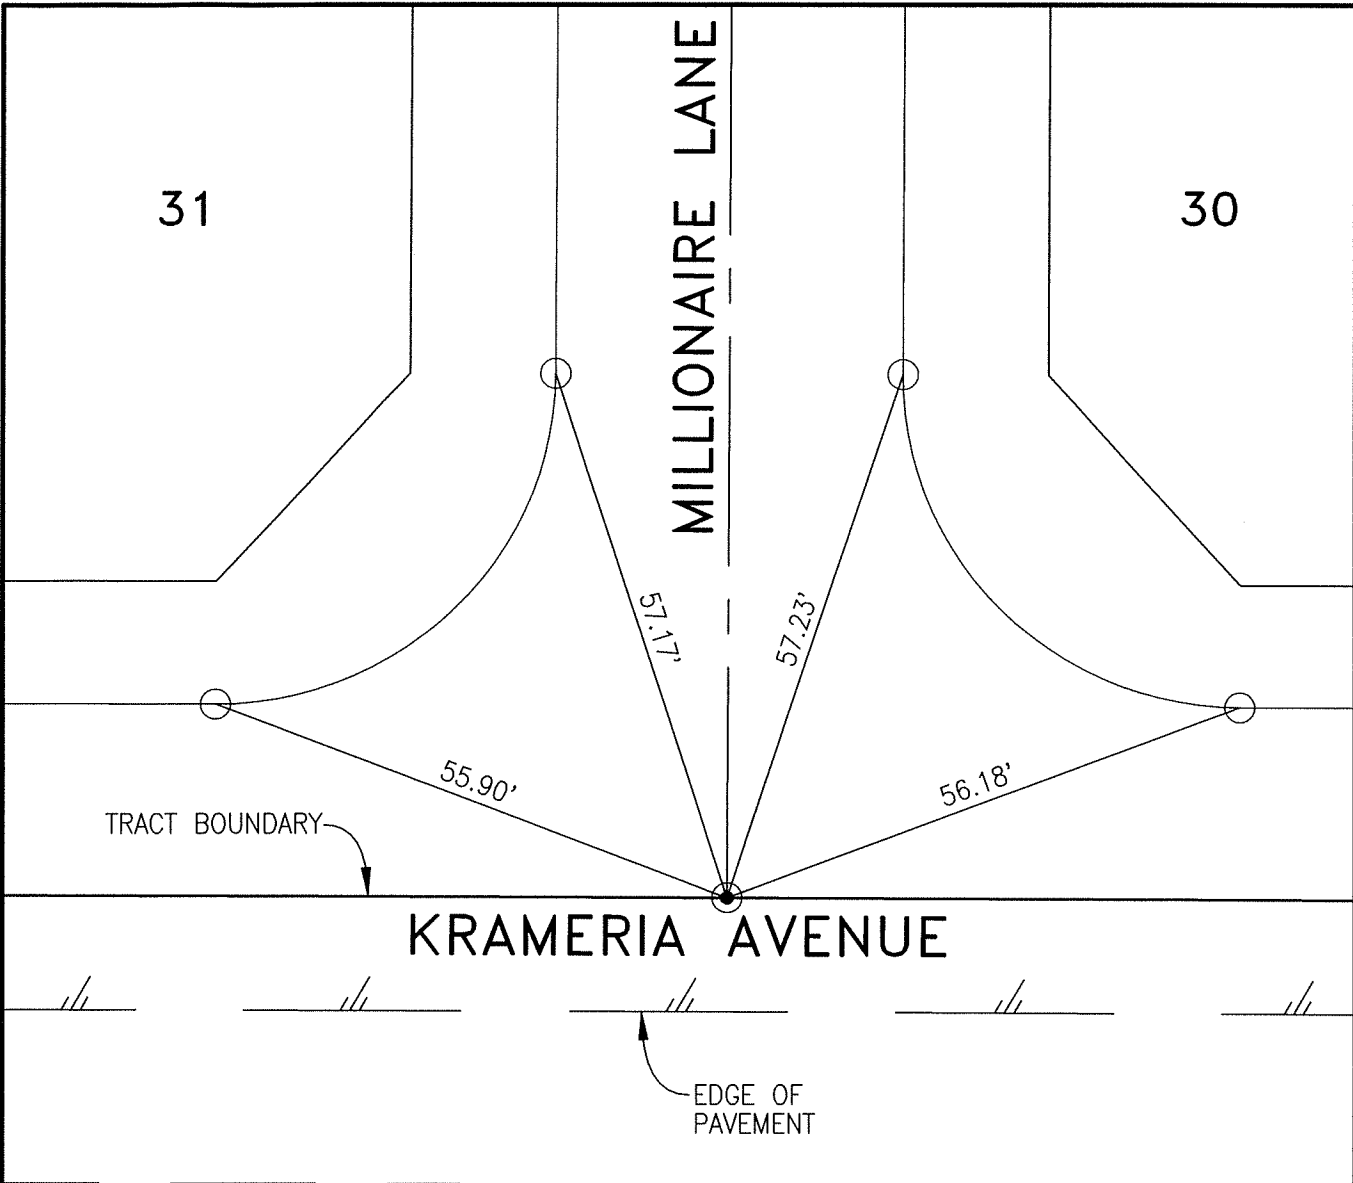 MILLIONAIRE LANE
31
30
57.17'
57.23'
55.90'
56.18'
TRACT BOUNDARY
KRAMERIA AVENUE
EDGE OF
PAVEMENT